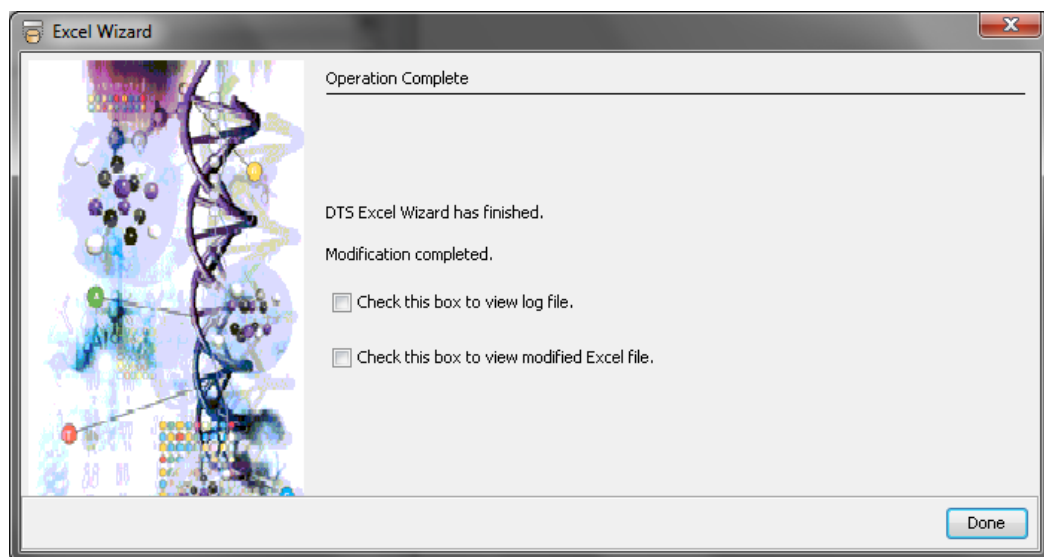 Excel Wizard
Operation Complete
DTS Excel Wizard has finished.
Modification completed.
Check this box to view log file.
Check this box to view modified Excel file.
Done